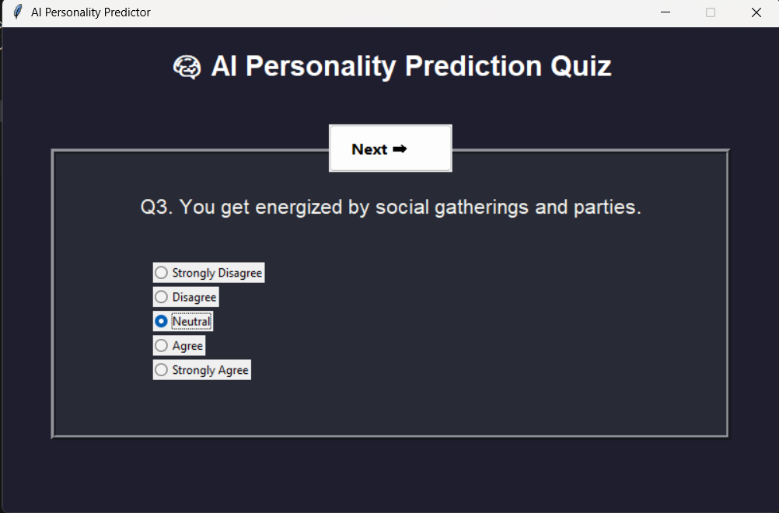 AI Personality Predictor
AI Personality Prediction Quiz
Next ➡
Q3. You get energized by social gatherings and parties.
Strongly Disagree
Disagree
Neutral
Agree
Strongly Agree